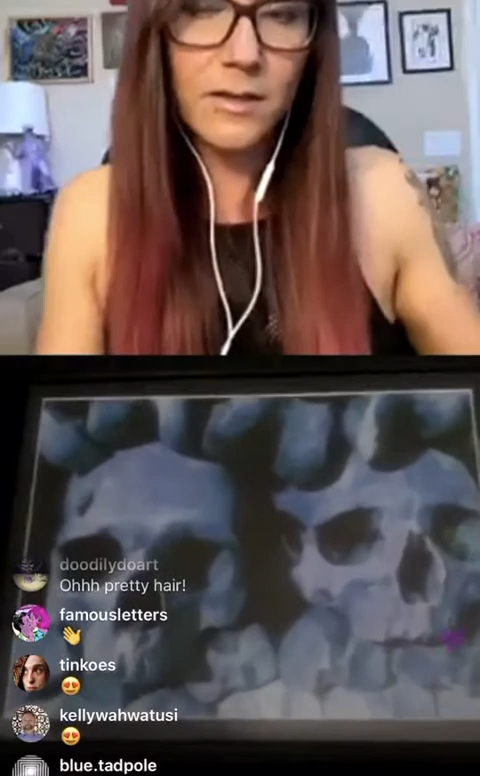 doodilydoart
Ohhh pretty hair!
famousletters
👋
tinkoes
😍
kellywahwatusi
😍
blue.tadpole